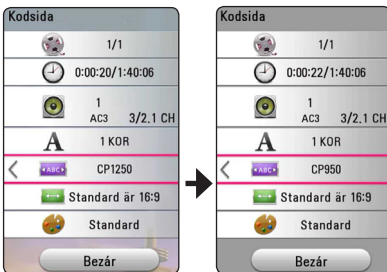 Kodsida
1/1
0:00:20/1:40:06
1
AC3 3/2.1 CH
A 1 KOR
ABC CP1250
Standard är 16:9
Standard
Bezár
Kodsida
1/1
0:00:22/1:40:06
1
AC3 3/2.1 CH
A 1 KOR
ABC CP950
Standard är 16:9
Standard
Bezár